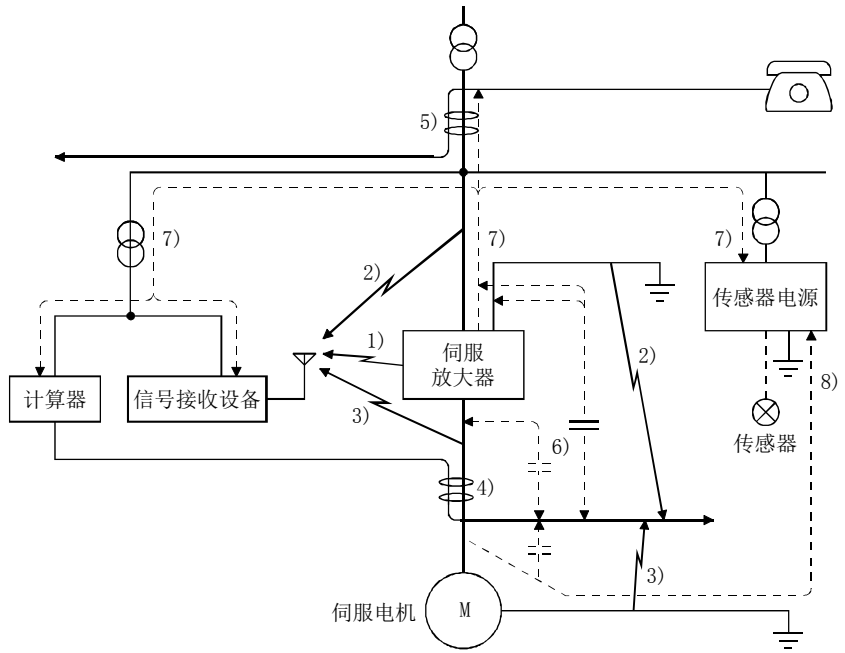 5)
7)
7)
7)
2)
传感器电源
伺服
放大器
1)
2)
8)
计算器
信号接收设备
3)
传感器
6)
4)
3)
伺服电机
M